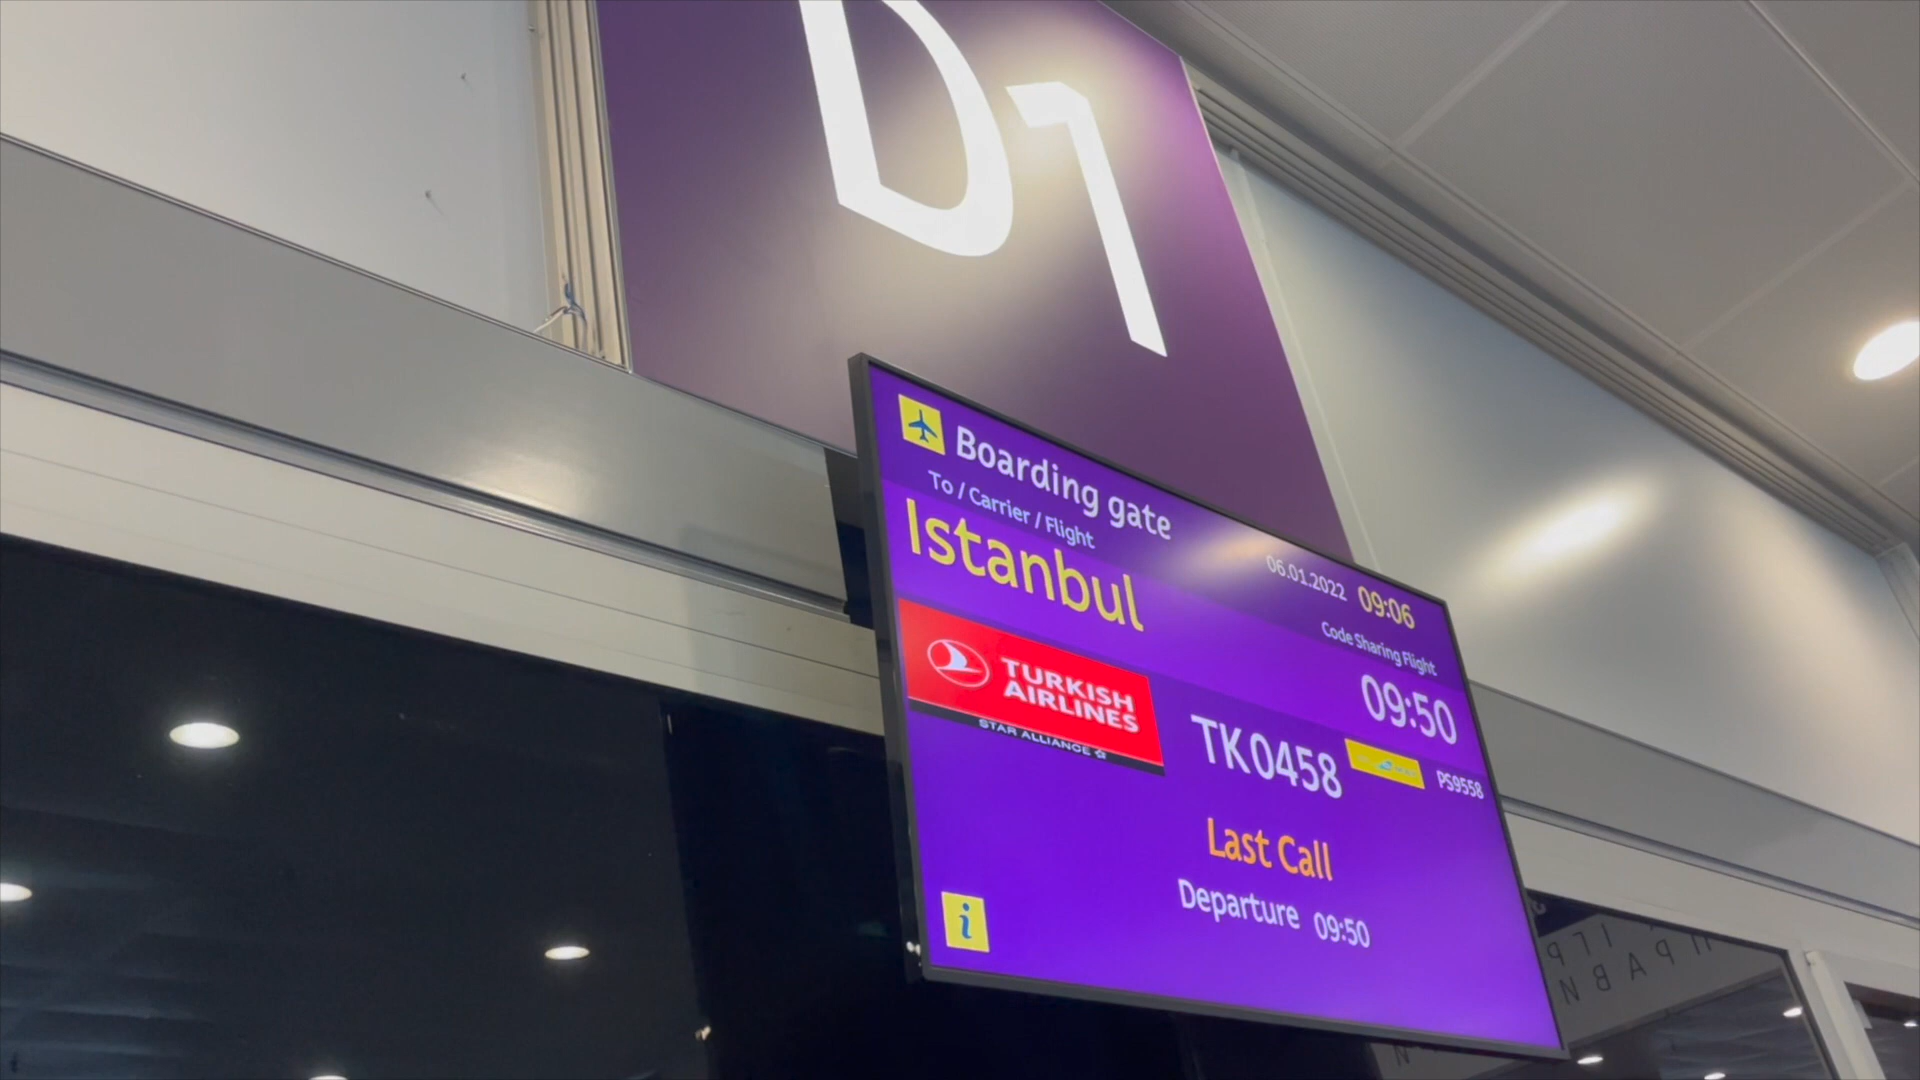 D1
Boarding gate
To / Carrier / Flight
06.01.2022 09:06
Istanbul
Code Sharing Flight
09:50
TURKISH
AIRLINES
STAR ALLIANCE
TK0458
PS9558
Last Call
Departure 09:50
i